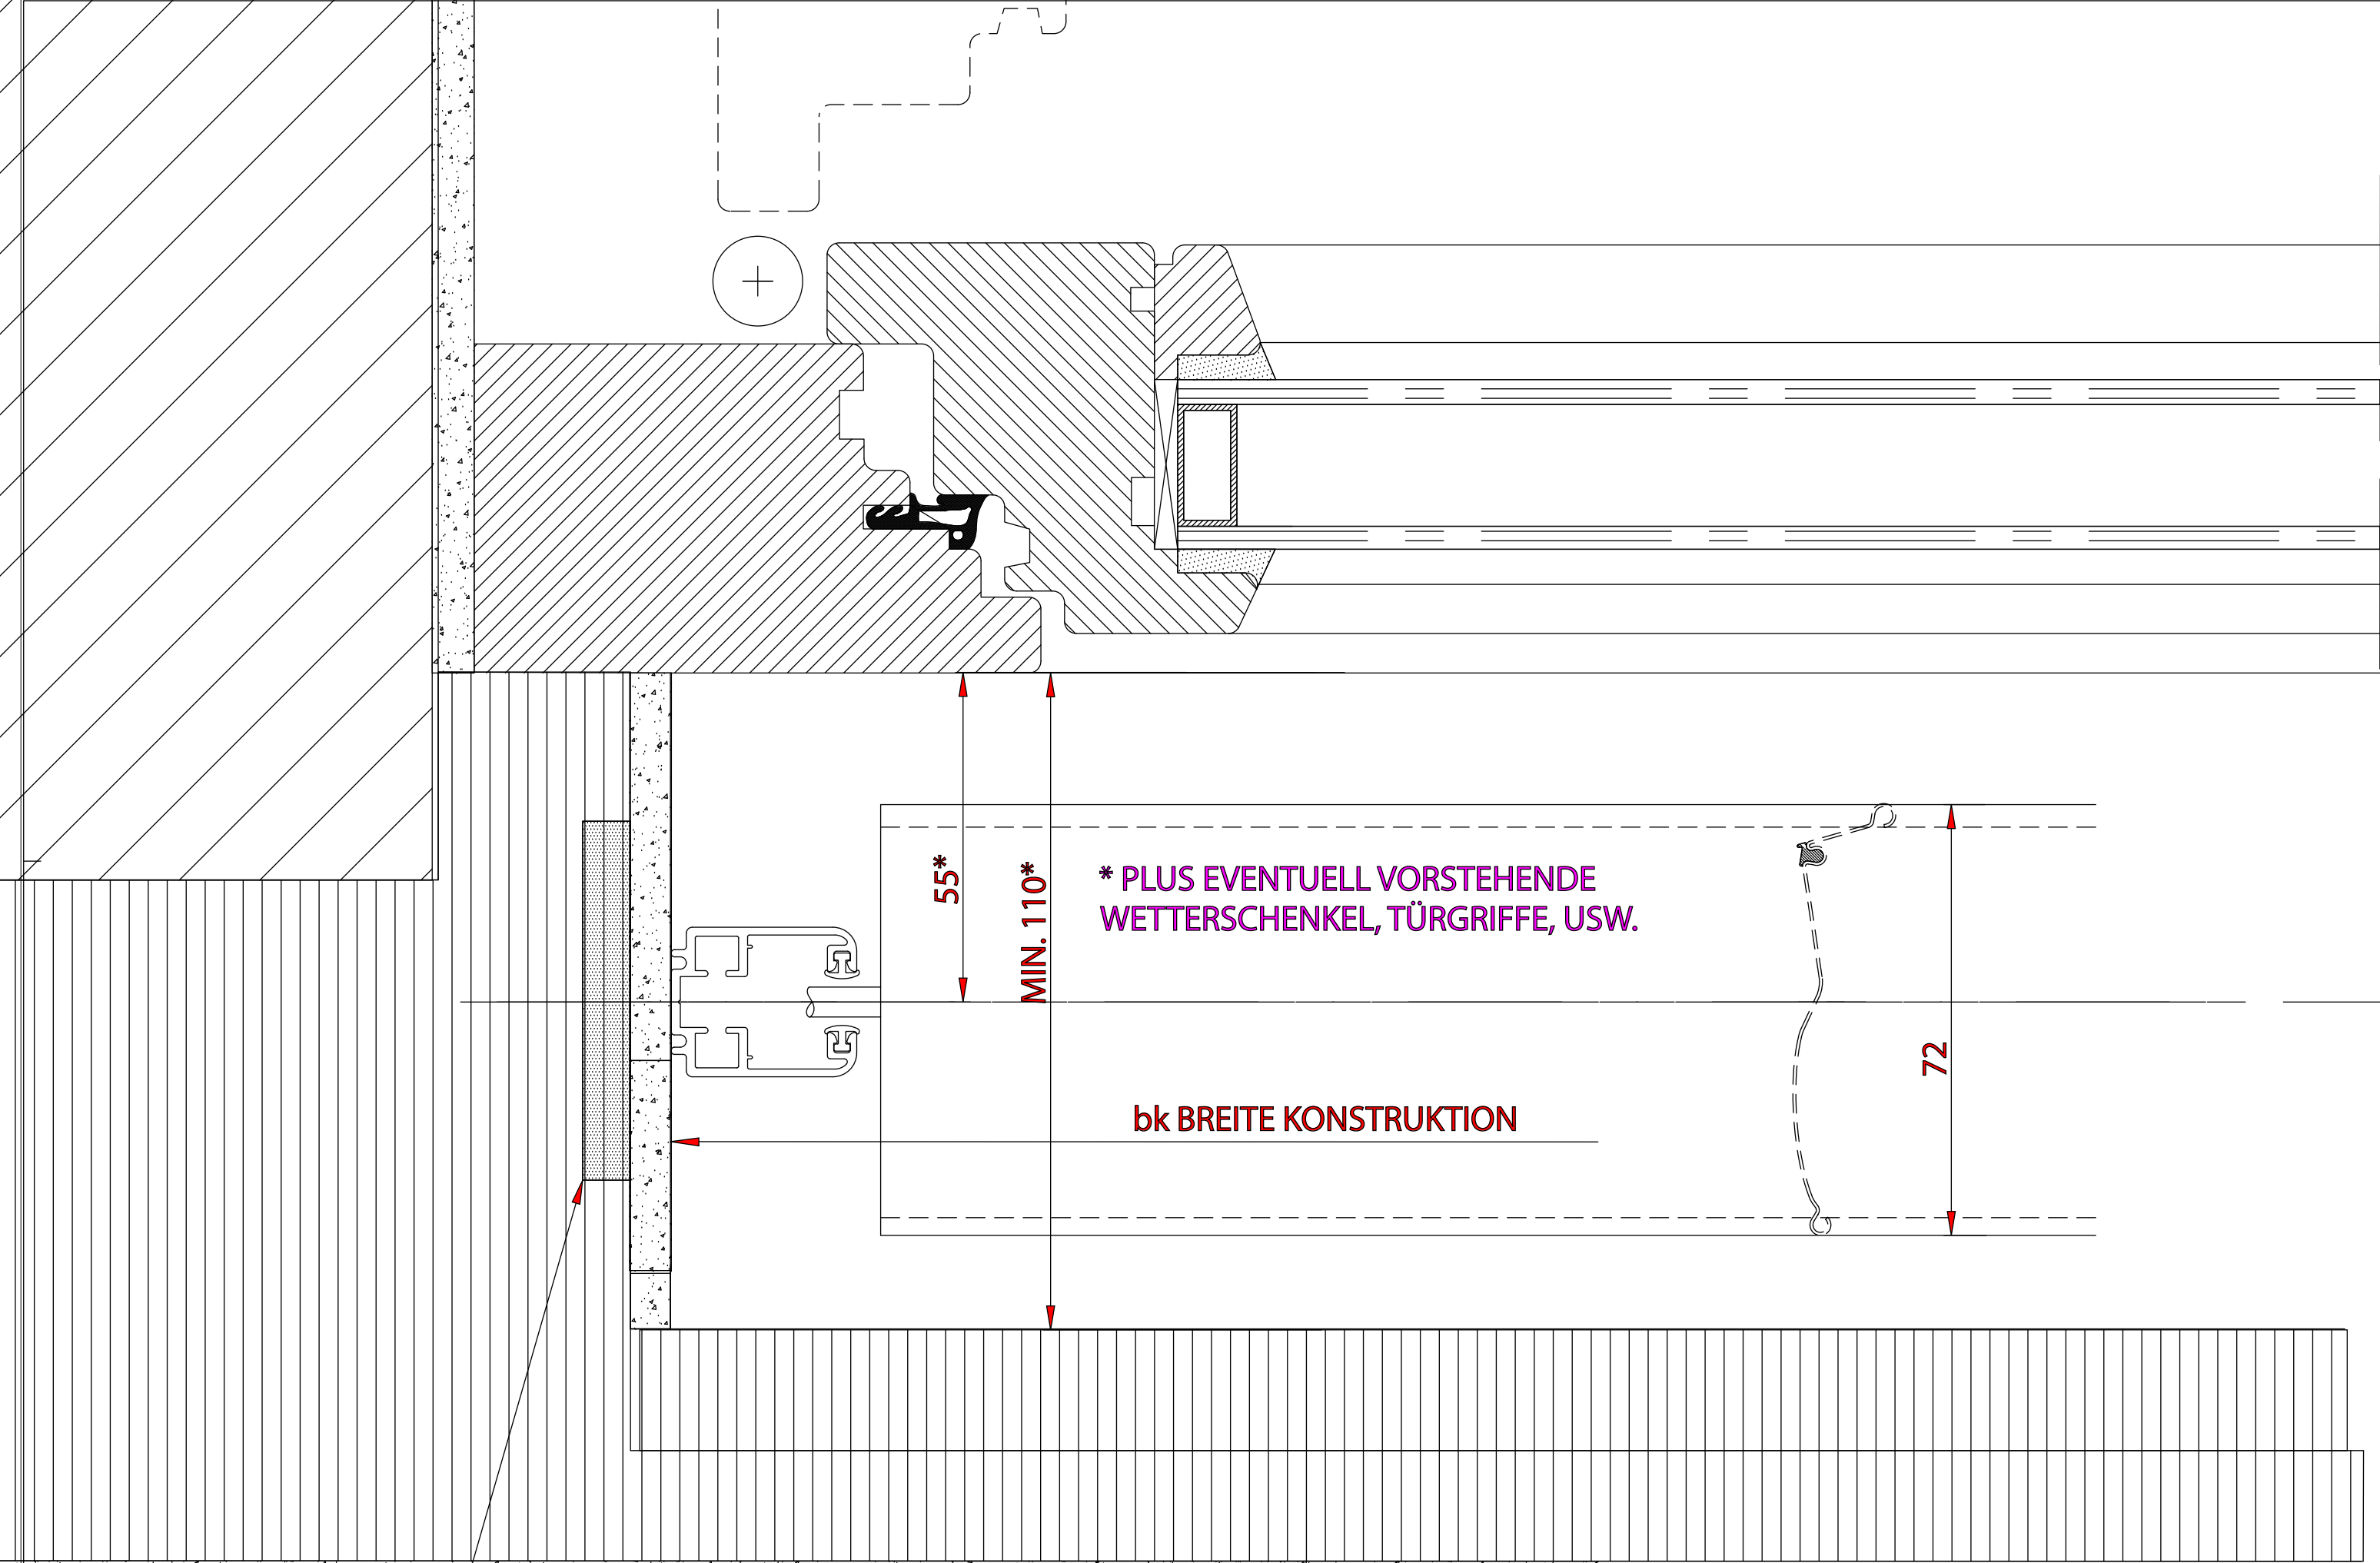 55*
MIN. 110*
* PLUS EVENTUELL VORSTEHENDE
WETTERSCHENKEL, TÜRGRIFFE, USW.
72
bk BREITE KONSTRUKTION